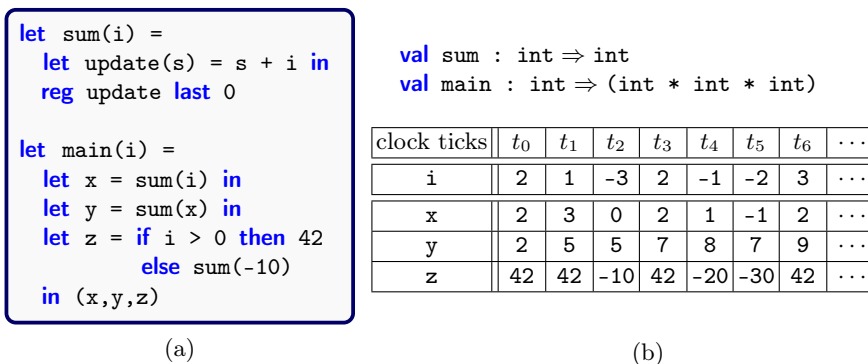 let sum(i) =
let update(s) = s + i in
reg update last 0
let main(i) =
let x = sum(i) in
let y = sum(x) in
let z = if i > 0 then 42
else sum(-10)
in (x,y,z)
(a)
val sum : int ⇒ int
val main : int ⇒ (int * int * int)
clock ticks t0 t1 t2 t3 t4 t5 t6 ···
i 2 1 -3 2 -1 -2 3 ···
x 2 3 0 2 1 -1 2 ···
y 2 5 5 7 8 7 9 ···
z 42 42 -10 42 -20 -30 42 ···
(b)